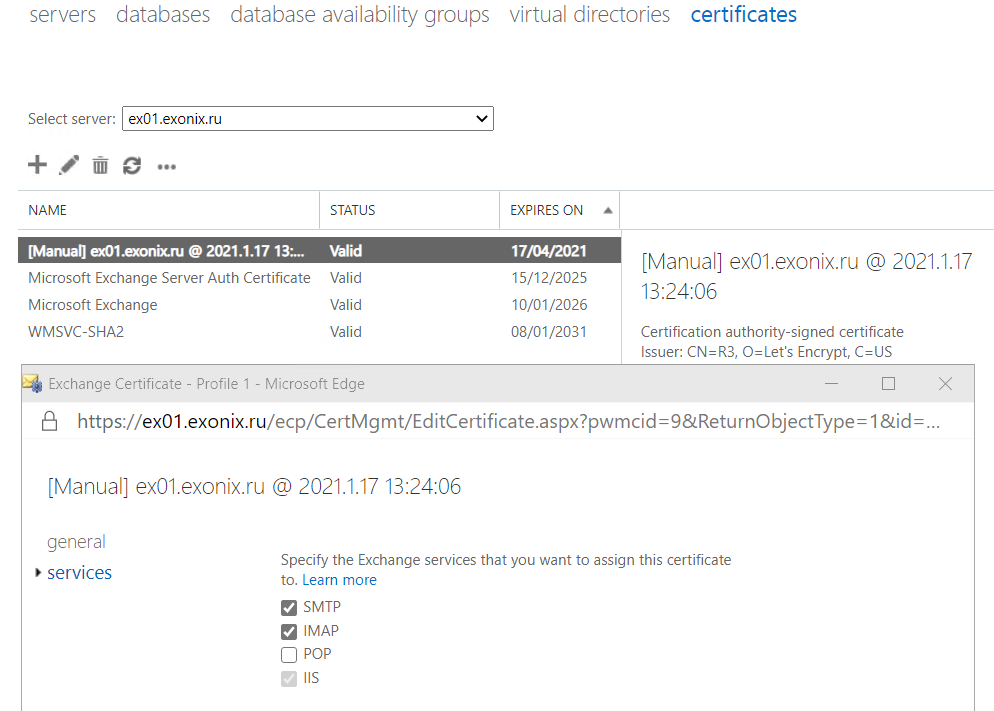 servers databases database availability groups virtual directories certificates
Select server: ex01.exonix.ru
NAME STATUS EXPIRES ON
[Manual] ex01.exonix.ru @ 2021.1.17 13:... Valid 17/04/2021
Microsoft Exchange Server Auth Certificate Valid 15/12/2025
Microsoft Exchange Valid 10/01/2026
WMSVC-SHA2 Valid 08/01/2031
[Manual] ex01.exonix.ru @ 2021.1.17
13:24:06
Certification authority-signed certificate
Issuer: CN=R3, O=Let's Encrypt, C=US
Exchange Certificate - Profile 1 - Microsoft Edge
https://ex01.exonix.ru/ecp/CertMgmt/EditCertificate.aspx?pwmcid=9&ReturnObjectType=1&id=...
[Manual] ex01.exonix.ru @ 2021.1.17 13:24:06
general
services
Specify the Exchange services that you want to assign this certificate
to. Learn more
SMTP
IMAP
POP
IIS